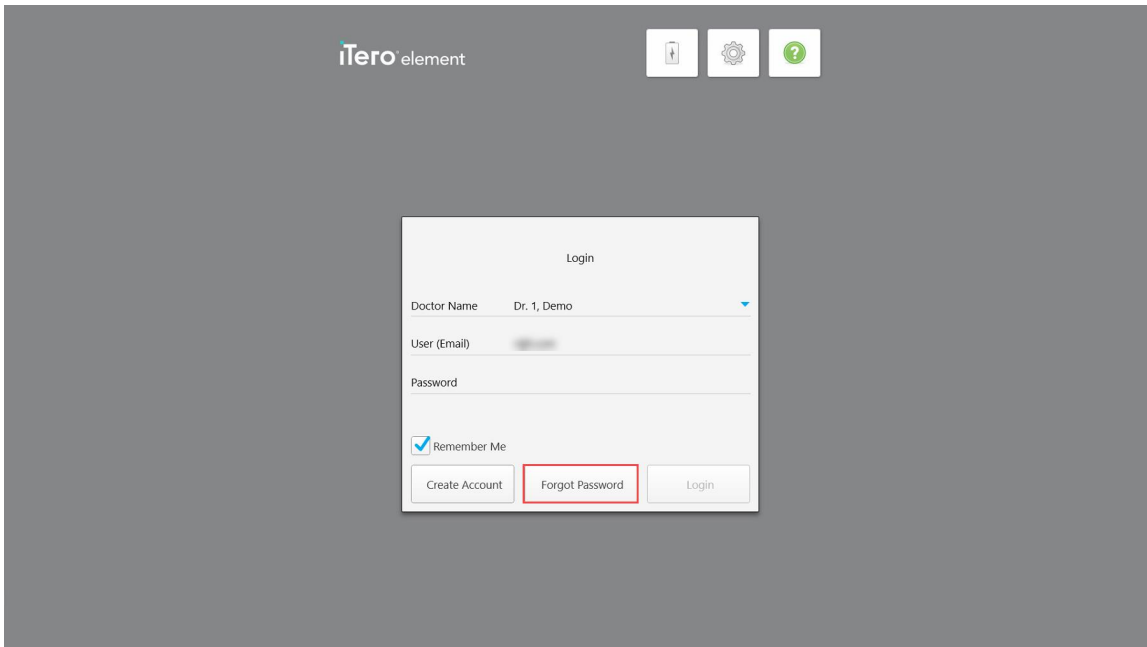 iTero element
?
Login
Doctor Name Dr. 1, Demo
User (Email)
Password
Remember Me
Create Account Forgot Password Login